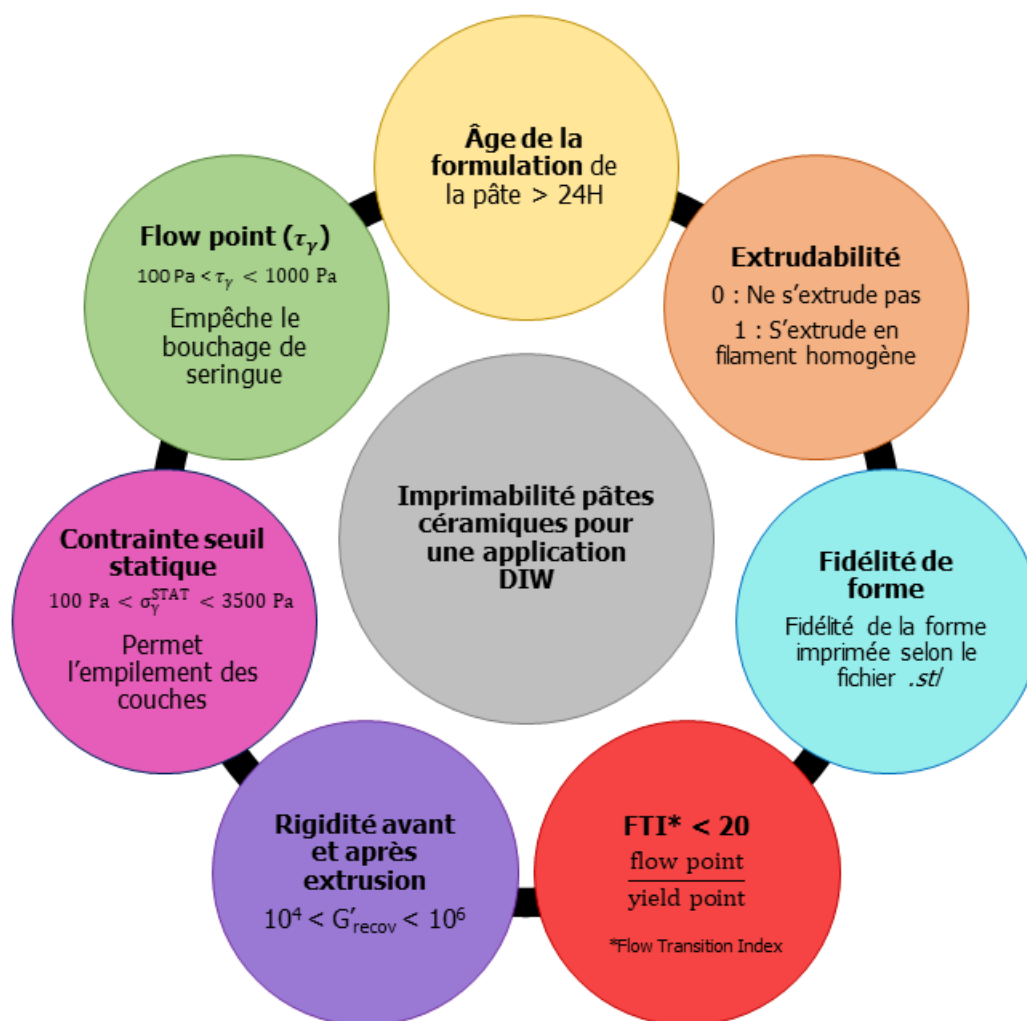 Âge de la
formulation de
la pâte > 24H
Extrudabilité
0 : Ne s'extrude pas
1 : S'extrude en
filament homogène
Fidélité de
forme
Fidélité de la forme
imprimée selon le
fichier .stl
FTI* < 20
flow point
yield point
*Flow Transition Index
Rigidité avant
et après
extrusion
10⁴ < G'recov < 10⁶
Contrainte seuil
statique
100 Pa < σᵧ^STAT < 3500 Pa
Permet
l'empilement des
couches
Flow point (τᵧ)
100 Pa < τᵧ < 1000 Pa
Empêche le
bouchage de
seringue
Imprimabilité pâtes
céramiques pour
une application
DIW